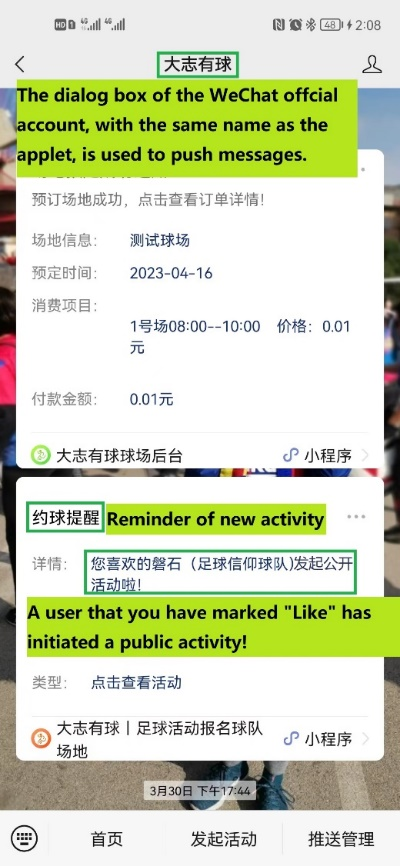 HD 1 4G 4G 48 2:08
大志有球
The dialog box of the WeChat offcial
account, with the same name as the
applet, is used to push messages.
预订场地成功，点击查看订单详情！
场地信息： 测试球场
预定时间： 2023-04-16
消费项目：
1号场08:00--10:00 价格：0.01
元
付款金额： 0.01元
大志有球球场后台 小程序
约球提醒 Reminder of new activity
详情： 您喜欢的磐石（足球信仰球队)发起公开
活动啦！
A user that you have marked "Like" has
initiated a public activity!
类型： 点击查看活动
大志有球丨足球活动报名球队
场地 小程序
3月30日 下午17:44
首页 发起活动 推送管理